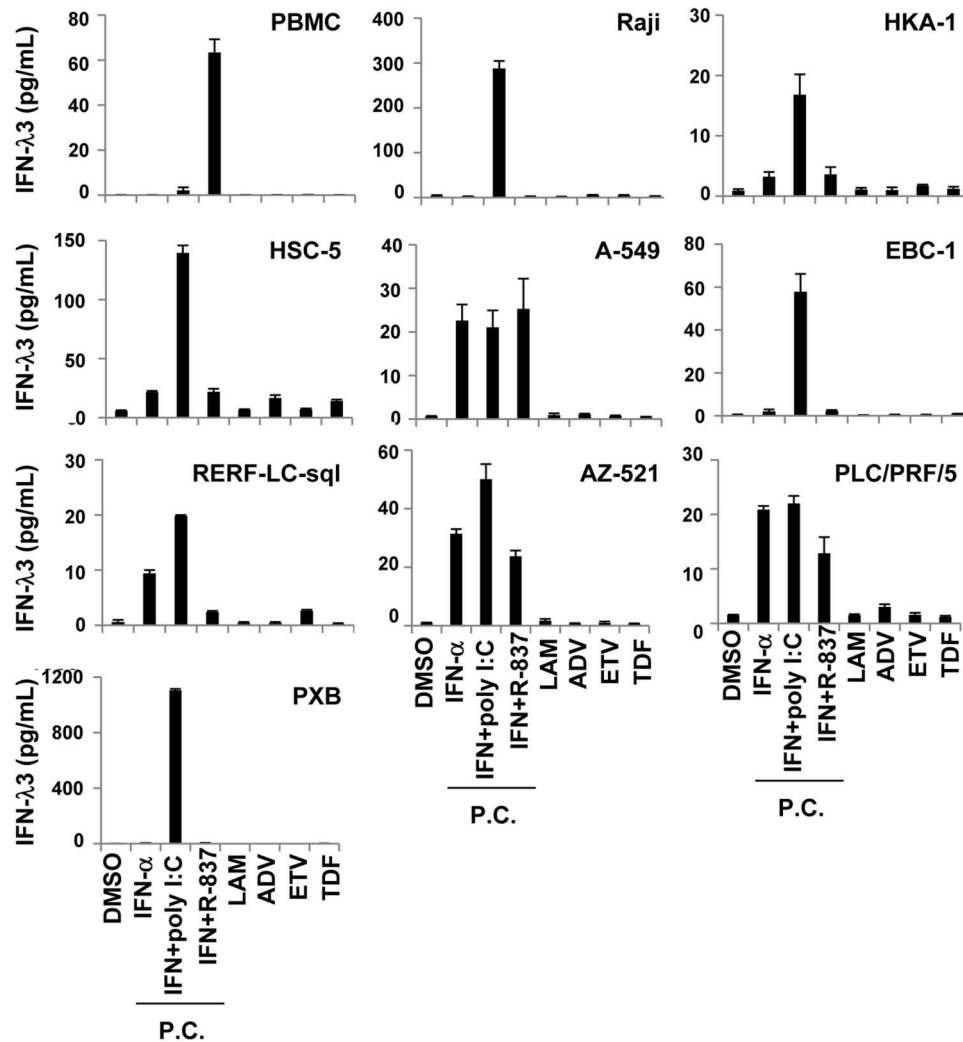 PBMC
IFN-λ3 (pg/mL)
80
60
40
20
0
Raji
400
300
200
100
0
HKA-1
30
20
10
0
HSC-5
IFN-λ3 (pg/mL)
150
100
50
0
A-549
40
30
20
10
0
EBC-1
80
60
40
20
0
RERF-LC-sql
IFN-λ3 (pg/mL)
30
20
10
0
AZ-521
60
40
20
0
DMSO
IFN-α
IFN+poly I:C
IFN+R-837
LAM
ADV
ETV
TDF
P.C.
PLC/PRF/5
30
20
10
0
DMSO
IFN-α
IFN+poly I:C
IFN+R-837
LAM
ADV
ETV
TDF
P.C.
PXB
IFN-λ3 (pg/mL)
1200
800
400
0
DMSO
IFN-α
IFN+poly I:C
IFN+R-837
LAM
ADV
ETV
TDF
P.C.